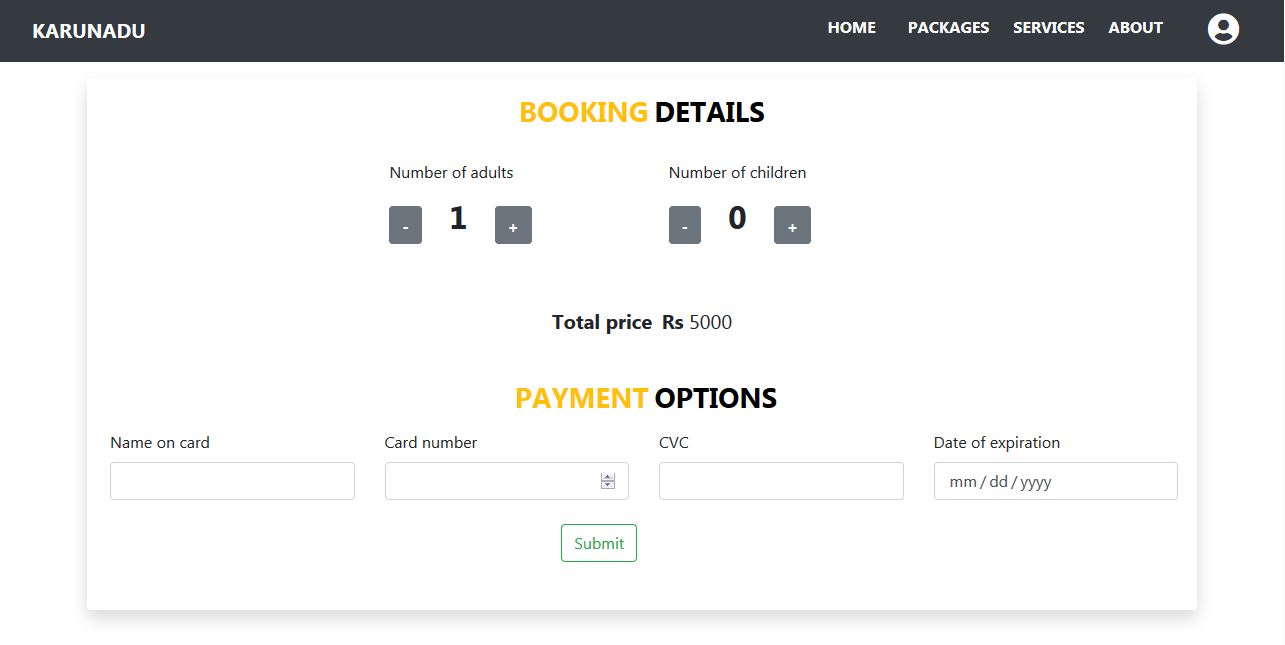 KARUNADU HOME PACKAGES SERVICES ABOUT
BOOKING DETAILS
Number of adults Number of children
- 1 + - 0 +
Total price Rs 5000
PAYMENT OPTIONS
Name on card Card number CVC Date of expiration
mm / dd / yyyy
Submit